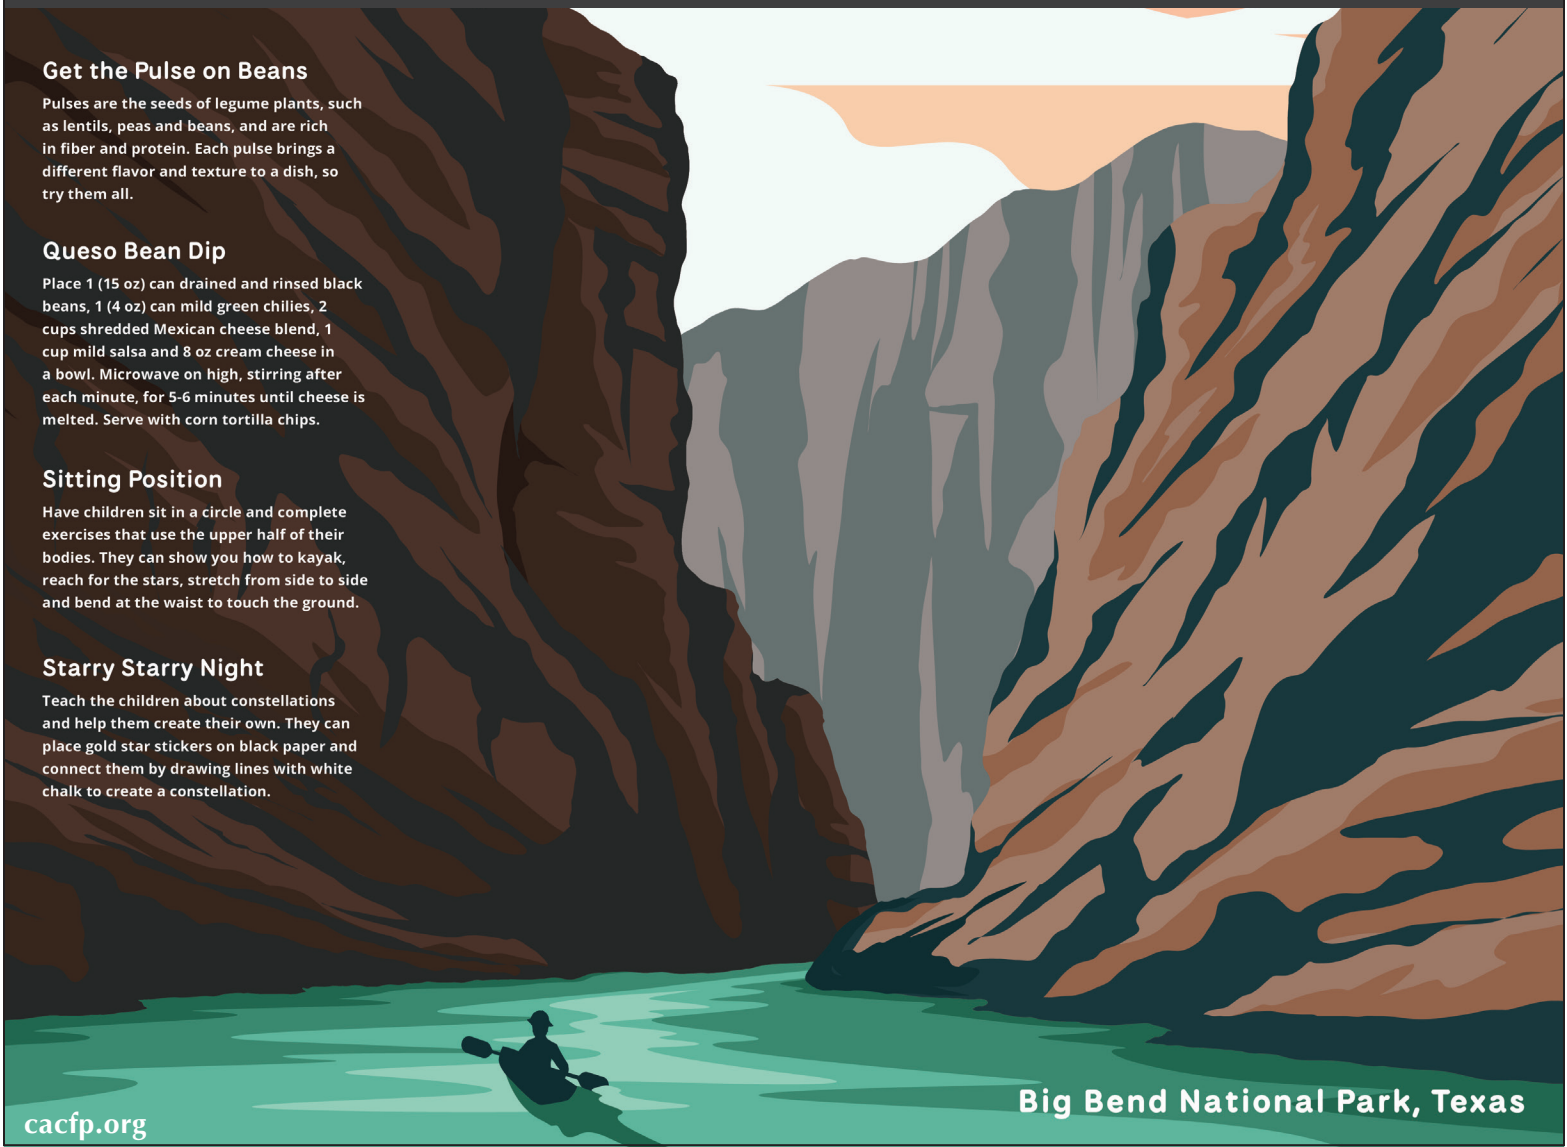 Get the Pulse on Beans
Pulses are the seeds of legume plants, such
as lentils, peas and beans, and are rich
in fiber and protein. Each pulse brings a
different flavor and texture to a dish, so
try them all.
Queso Bean Dip
Place 1 (15 oz) can drained and rinsed black
beans, 1 (4 oz) can mild green chilies, 2
cups shredded Mexican cheese blend, 1
cup mild salsa and 8 oz cream cheese in
a bowl. Microwave on high, stirring after
each minute, for 5-6 minutes until cheese is
melted. Serve with corn tortilla chips.
Sitting Position
Have children sit in a circle and complete
exercises that use the upper half of their
bodies. They can show you how to kayak,
reach for the stars, stretch from side to side
and bend at the waist to touch the ground.
Starry Starry Night
Teach the children about constellations
and help them create their own. They can
place gold star stickers on black paper and
connect them by drawing lines with white
chalk to create a constellation.
Big Bend National Park, Texas
cacfp.org